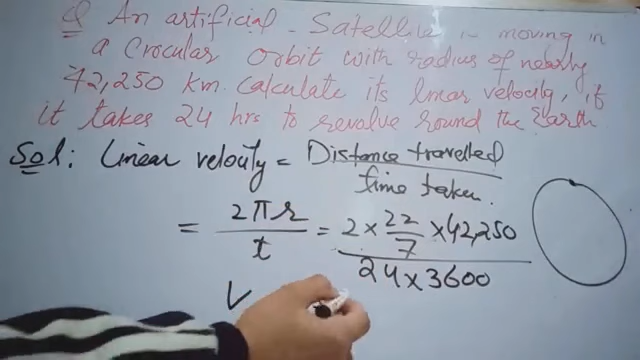 Q An artificial Satellite is moving in
a Crocular Orbit with radius of nearly
42,250 km. Calculate its linear velocity, if
it takes 24 hrs to revolve round the Earth
Sol: Linear velocity = Distance travelled / time taken.
= 2πr / t = 2 × 22/7 × 42,250 / 24 × 3600
V